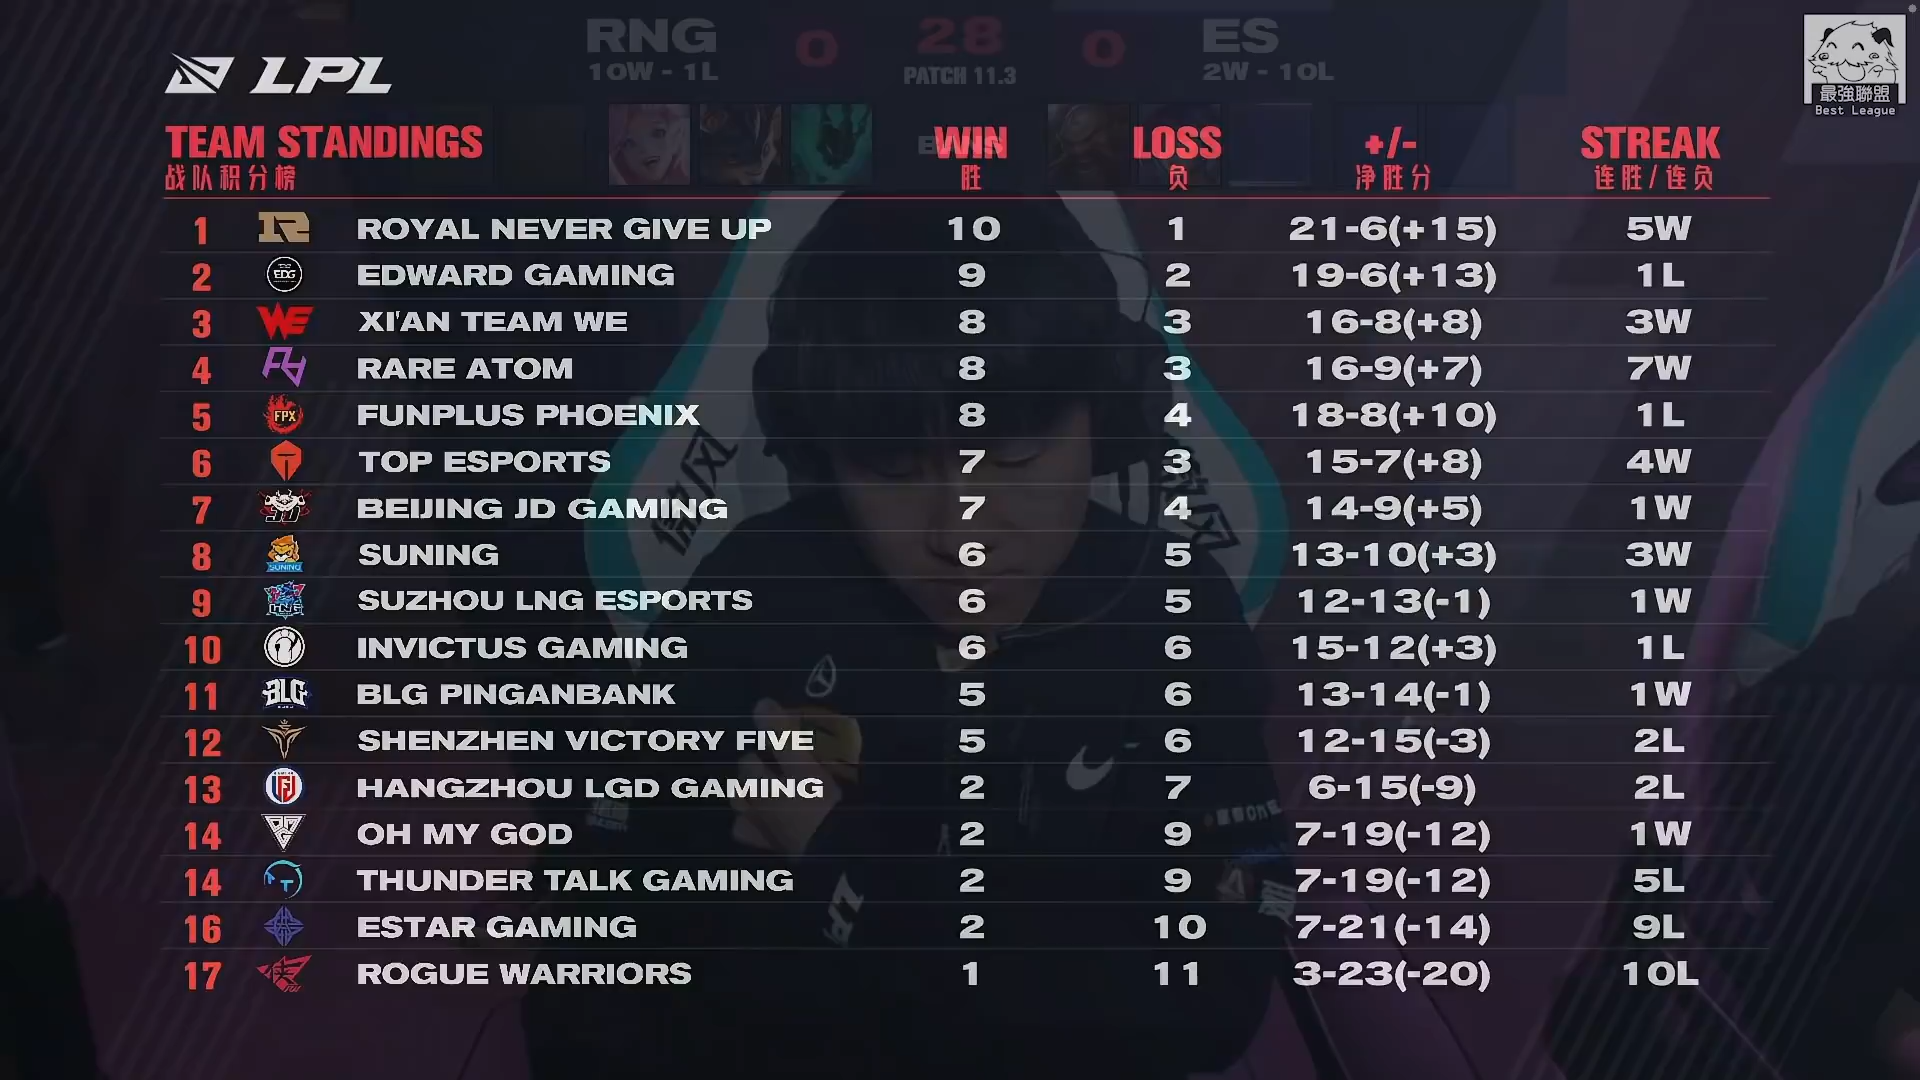 RNG 0 28 0 ES
10W - 1L PATCH 11.3 2W - 10L
LPL
最強聯盟
Best League
TEAM STANDINGS WIN LOSS +/- STREAK
战队积分榜 胜 负 净胜分 连胜/连负
1 ROYAL NEVER GIVE UP 10 1 21-6(+15) 5W
2 EDG EDWARD GAMING 9 2 19-6(+13) 1L
3 WE XI'AN TEAM WE 8 3 16-8(+8) 3W
4 RARE ATOM 8 3 16-9(+7) 7W
5 FPX FUNPLUS PHOENIX 8 4 18-8(+10) 1L
6 TOP ESPORTS 7 3 15-7(+8) 4W
7 JD BEIJING JD GAMING 7 4 14-9(+5) 1W
8 SUNING SUNING 6 5 13-10(+3) 3W
9 LNG SUZHOU LNG ESPORTS 6 5 12-13(-1) 1W
10 INVICTUS GAMING 6 6 15-12(+3) 1L
11 BLG BLG PINGANBANK 5 6 13-14(-1) 1W
12 SHENZHEN VICTORY FIVE 5 6 12-15(-3) 2L
13 HANGZHOU LGD GAMING 2 7 6-15(-9) 2L
14 OH MY GOD 2 9 7-19(-12) 1W
14 THUNDER TALK GAMING 2 9 7-19(-12) 5L
16 ESTAR GAMING 2 10 7-21(-14) 9L
17 ROGUE WARRIORS 1 11 3-23(-20) 10L